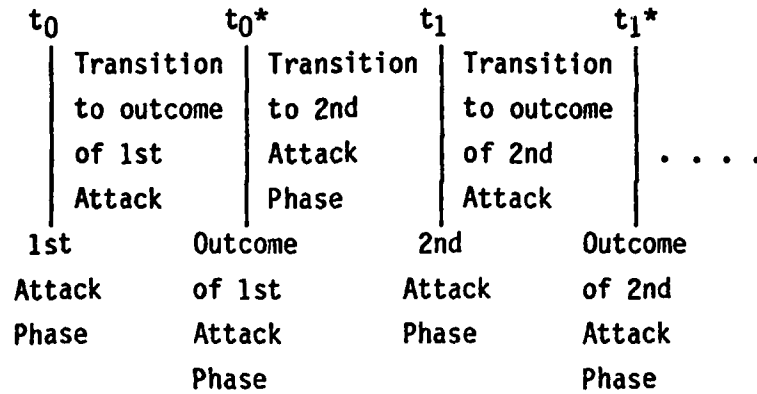 t0 t0* t1 t1*
Transition Transition Transition
to outcome to 2nd to outcome
of 1st Attack of 2nd . . . .
Attack Phase Attack
1st Outcome 2nd Outcome
Attack of 1st Attack of 2nd
Phase Attack Phase Attack
Phase Phase